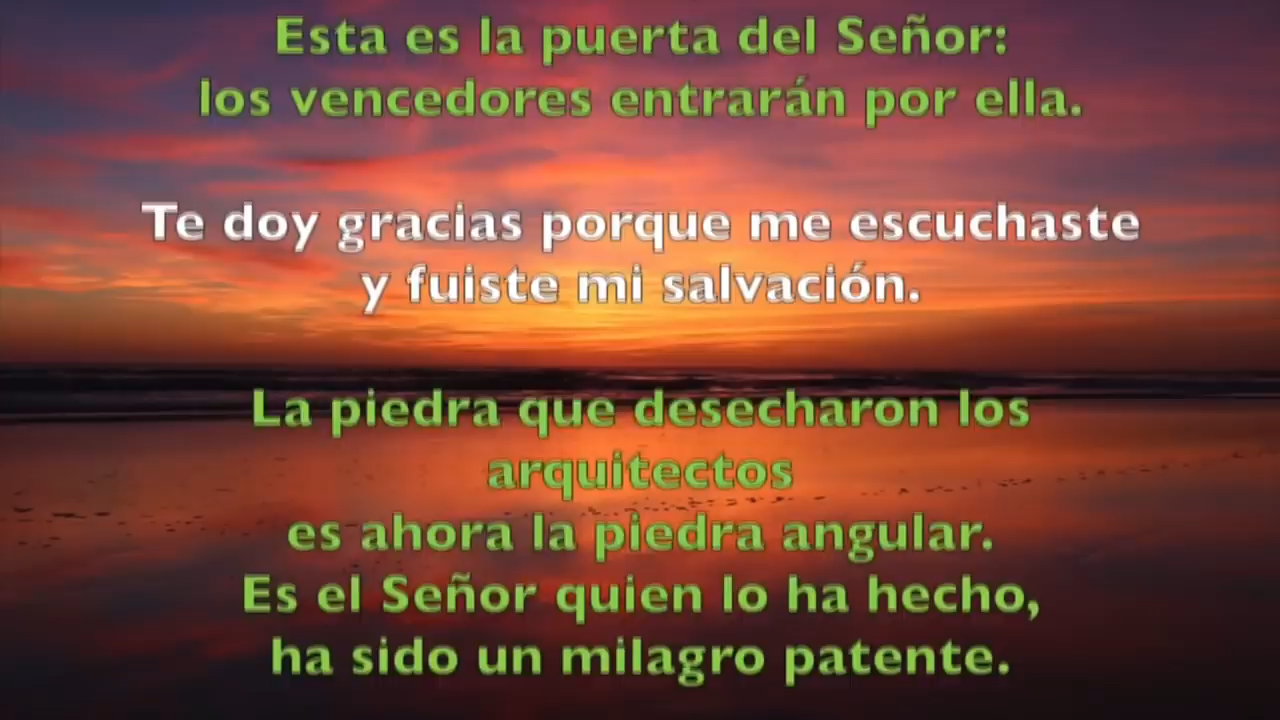 Esta es la puerta del Señor:
los vencedores entrarán por ella.
Te doy gracias porque me escuchaste
y fuiste mi salvación.
La piedra que desecharon los
arquitectos
es ahora la piedra angular.
Es el Señor quien lo ha hecho,
ha sido un milagro patente.